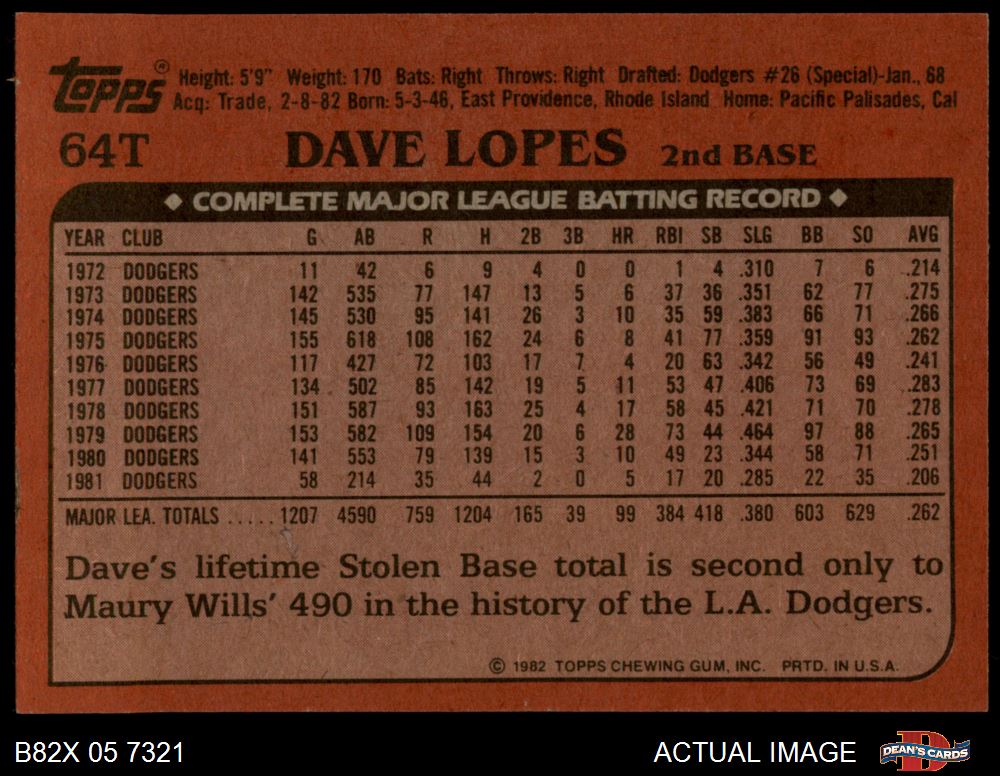 Topps® Height: 5'9" Weight: 170 Bats: Right Throws: Right Drafted: Dodgers #26 (Special)-Jan., 68
Acq: Trade, 2-8-82 Born: 5-3-46, East Providence, Rhode Island Home: Pacific Palisades, Cal
64T DAVE LOPES 2nd BASE
◆ COMPLETE MAJOR LEAGUE BATTING RECORD ◆
YEAR CLUB G AB R H 2B 3B HR RBI SB SLG BB SO AVG
1972 DODGERS 11 42 6 9 4 0 0 1 4 .310 7 6 .214
1973 DODGERS 142 535 77 147 13 5 6 37 36 .351 62 77 .275
1974 DODGERS 145 530 95 141 26 3 10 35 59 .383 66 71 .266
1975 DODGERS 155 618 108 162 24 6 8 41 77 .359 91 93 .262
1976 DODGERS 117 427 72 103 17 7 4 20 63 .342 56 49 .241
1977 DODGERS 134 502 85 142 19 5 11 53 47 .406 73 69 .283
1978 DODGERS 151 587 93 163 25 4 17 58 45 .421 71 70 .278
1979 DODGERS 153 582 109 154 20 6 28 73 44 .464 97 88 .265
1980 DODGERS 141 553 79 139 15 3 10 49 23 .344 58 71 .251
1981 DODGERS 58 214 35 44 2 0 5 17 20 .285 22 35 .206
MAJOR LEA. TOTALS ..... 1207 4590 759 1204 165 39 99 384 418 .380 603 629 .262
Dave's lifetime Stolen Base total is second only to
Maury Wills' 490 in the history of the L.A. Dodgers.
© 1982 TOPPS CHEWING GUM, INC. PRTD. IN U.S.A.
B82X 05 7321 ACTUAL IMAGE DEAN'S CARDS